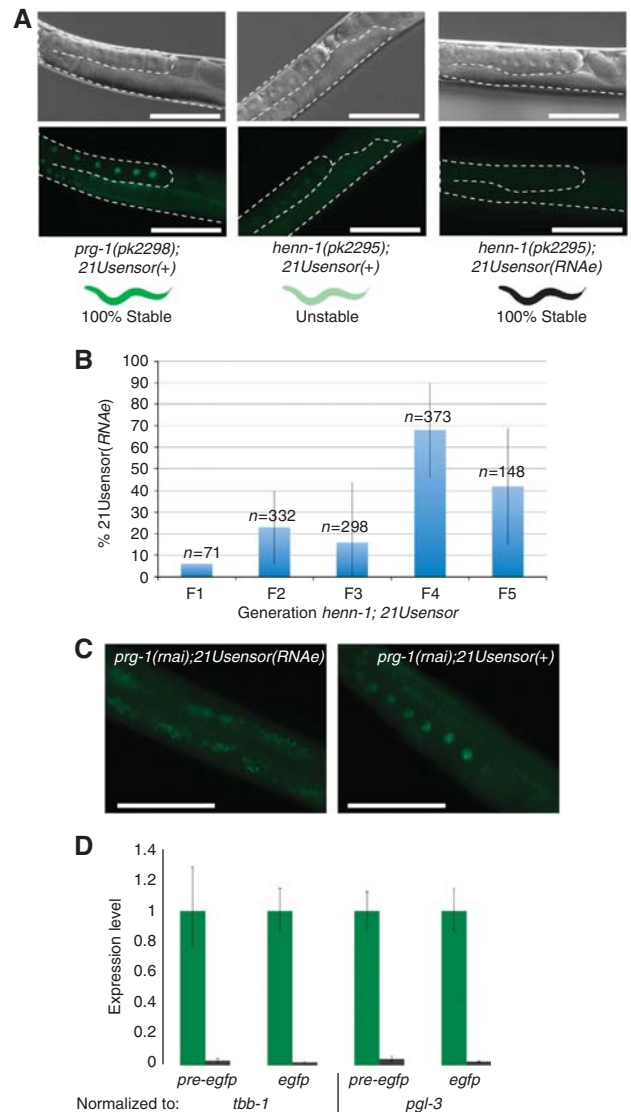 A
prg-1(pk2298);
21Usensor(+)
100% Stable
henn-1(pk2295);
21Usensor(+)
Unstable
henn-1(pk2295);
21Usensor(RNAe)
100% Stable
B
% 21Usensor(RNAe)
100
90
80
70
60
50
40
30
20
10
0
n=71
n=332
n=298
n=373
n=148
F1 F2 F3 F4 F5
Generation henn-1; 21Usensor
C
prg-1(rnai);21Usensor(RNAe)
prg-1(rnai);21Usensor(+)
D
Expression level
1.4
1.2
1
0.8
0.6
0.4
0.2
0
pre-egfp egfp pre-egfp egfp
Normalized to: tbb-1 pgl-3